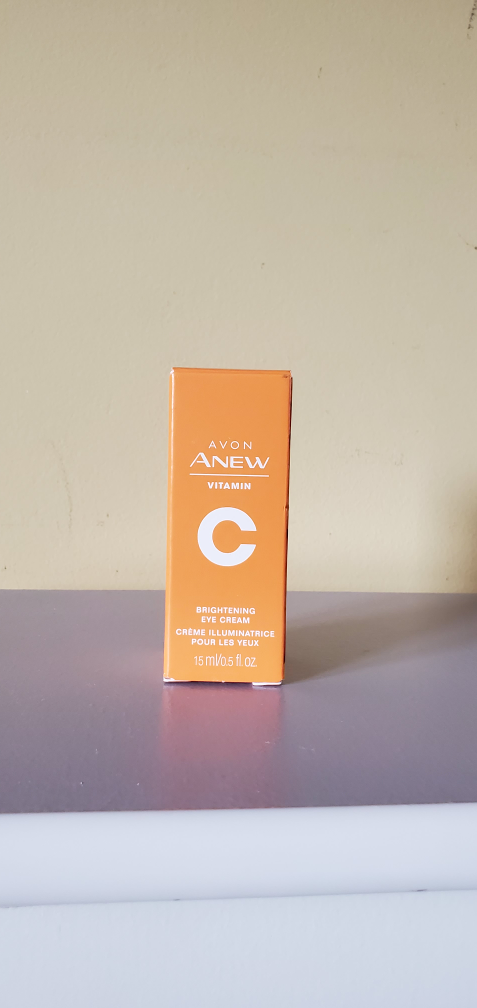 AVON
ANEW
VITAMIN
C
BRIGHTENING
EYE CREAM
CRÈME ILLUMINATRICE
POUR LES YEUX
15 ml/0.5 fl. oz.